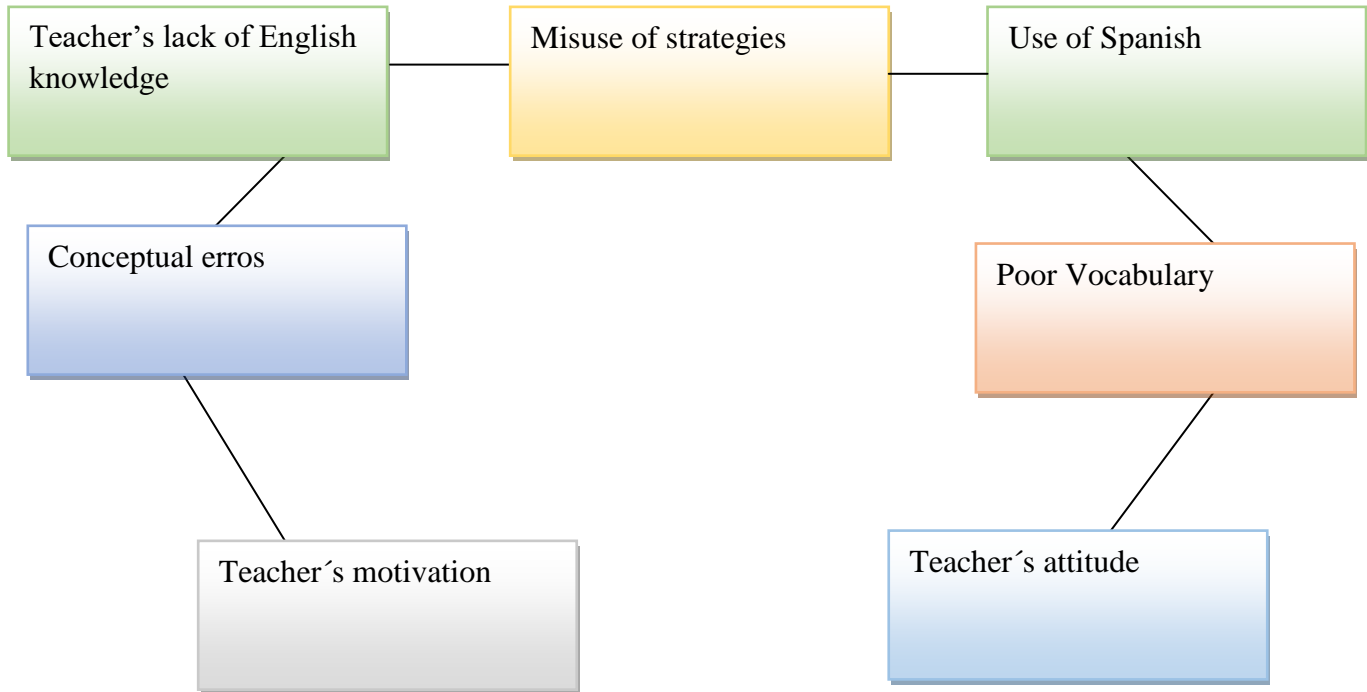 Teacher’s lack of English
knowledge
Misuse of strategies
Use of Spanish
Conceptual erros
Poor Vocabulary
Teacher´s motivation
Teacher´s attitude